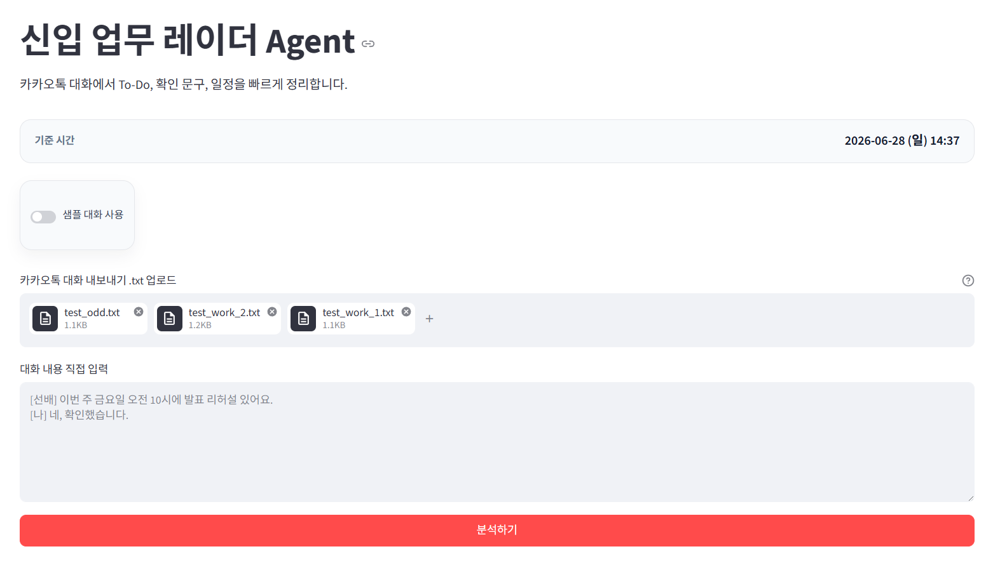 신입 업무 레이더 Agent
카카오톡 대화에서 To-Do, 확인 문구, 일정을 빠르게 정리합니다.
기준 시간
2026-06-28 (일) 14:37
샘플 대화 사용
카카오톡 대화 내보내기 .txt 업로드
test_odd.txt
1.1KB
test_work_2.txt
1.2KB
test_work_1.txt
1.1KB
대화 내용 직접 입력
[선배] 이번 주 금요일 오전 10시에 발표 리허설 있어요.
[나] 네, 확인했습니다.
분석하기